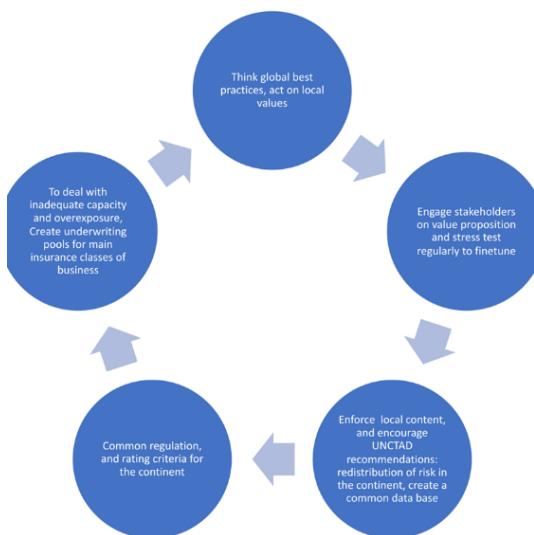 Think global best
practices, act on local
values
Engage stakeholders
on value proposition
and stress test
regularly to finetune
Enforce local content,
and encourage
UNCTAD
recommendations:
redistribution of risk in
the continent, create a
common data base
Common regulation,
and rating criteria for
the continent
To deal with
inadequate capacity
and overexposure,
Create underwriting
pools for main
insurance classes of
business